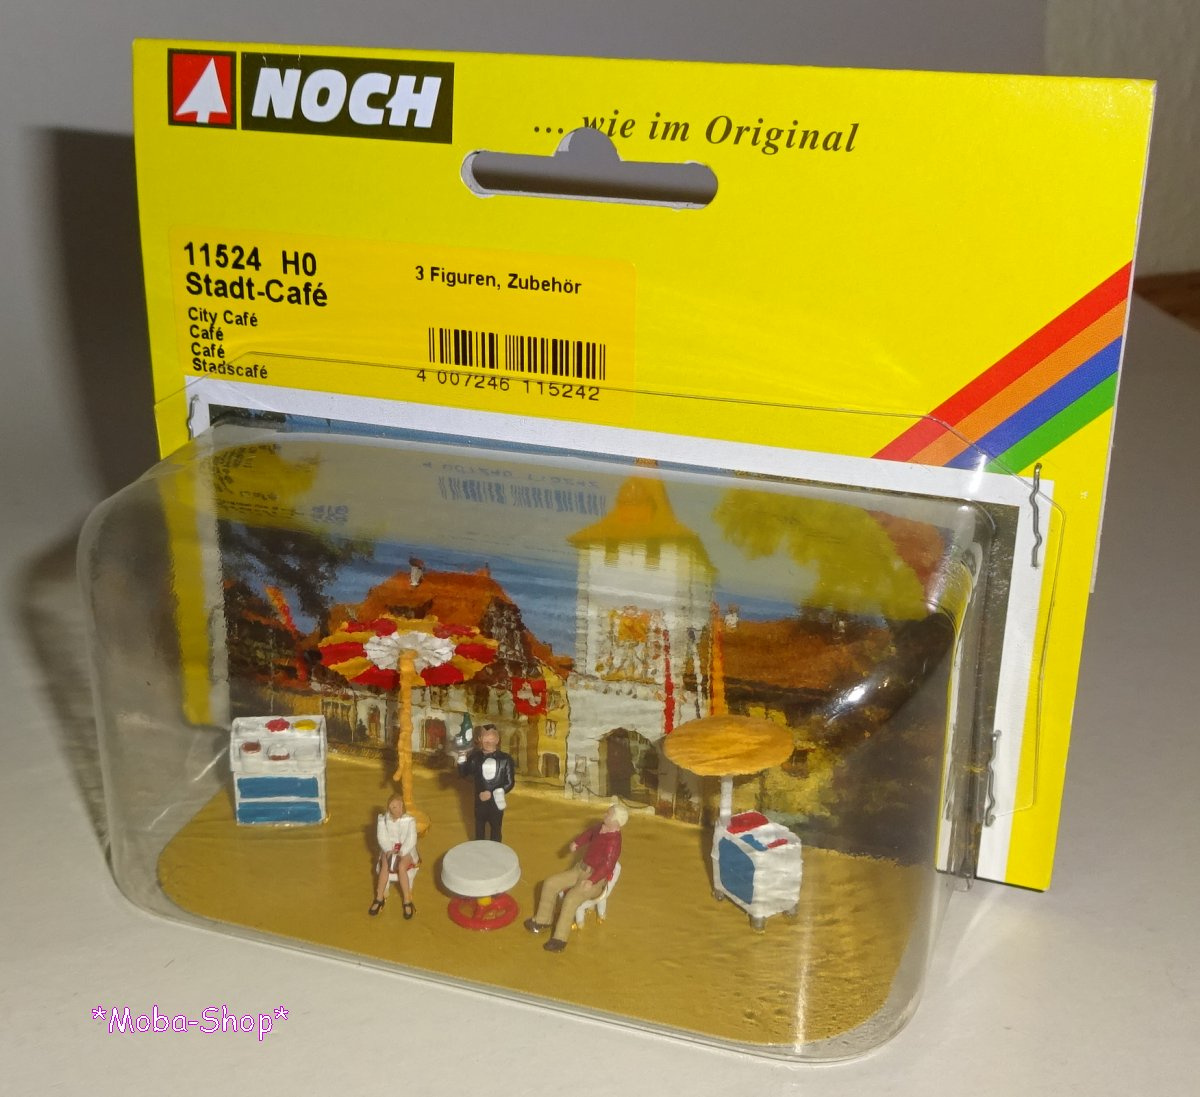 NOCH
... wie im Original
11524 H0
Stadt-Café
3 Figuren, Zubehör
City Café
Café
Café
Stadscafé
4 007246 115242
*Moba-Shop*